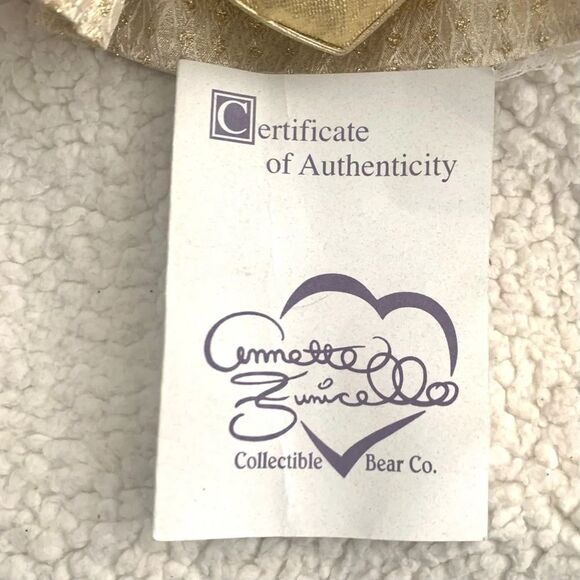 Certificate
of Authenticity
Annette
Funicello
Collectible Bear Co.